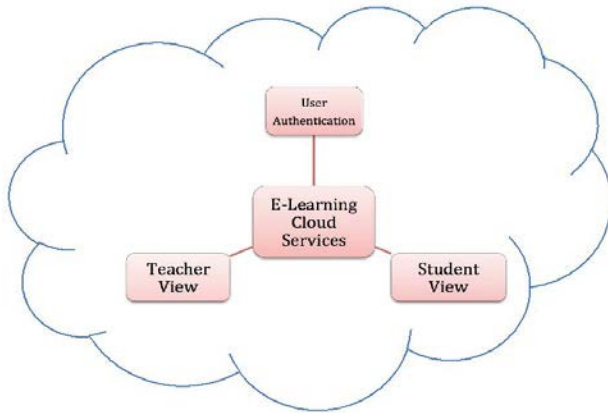 User
Authentication
E-Learning
Cloud
Services
Teacher
View
Student
View